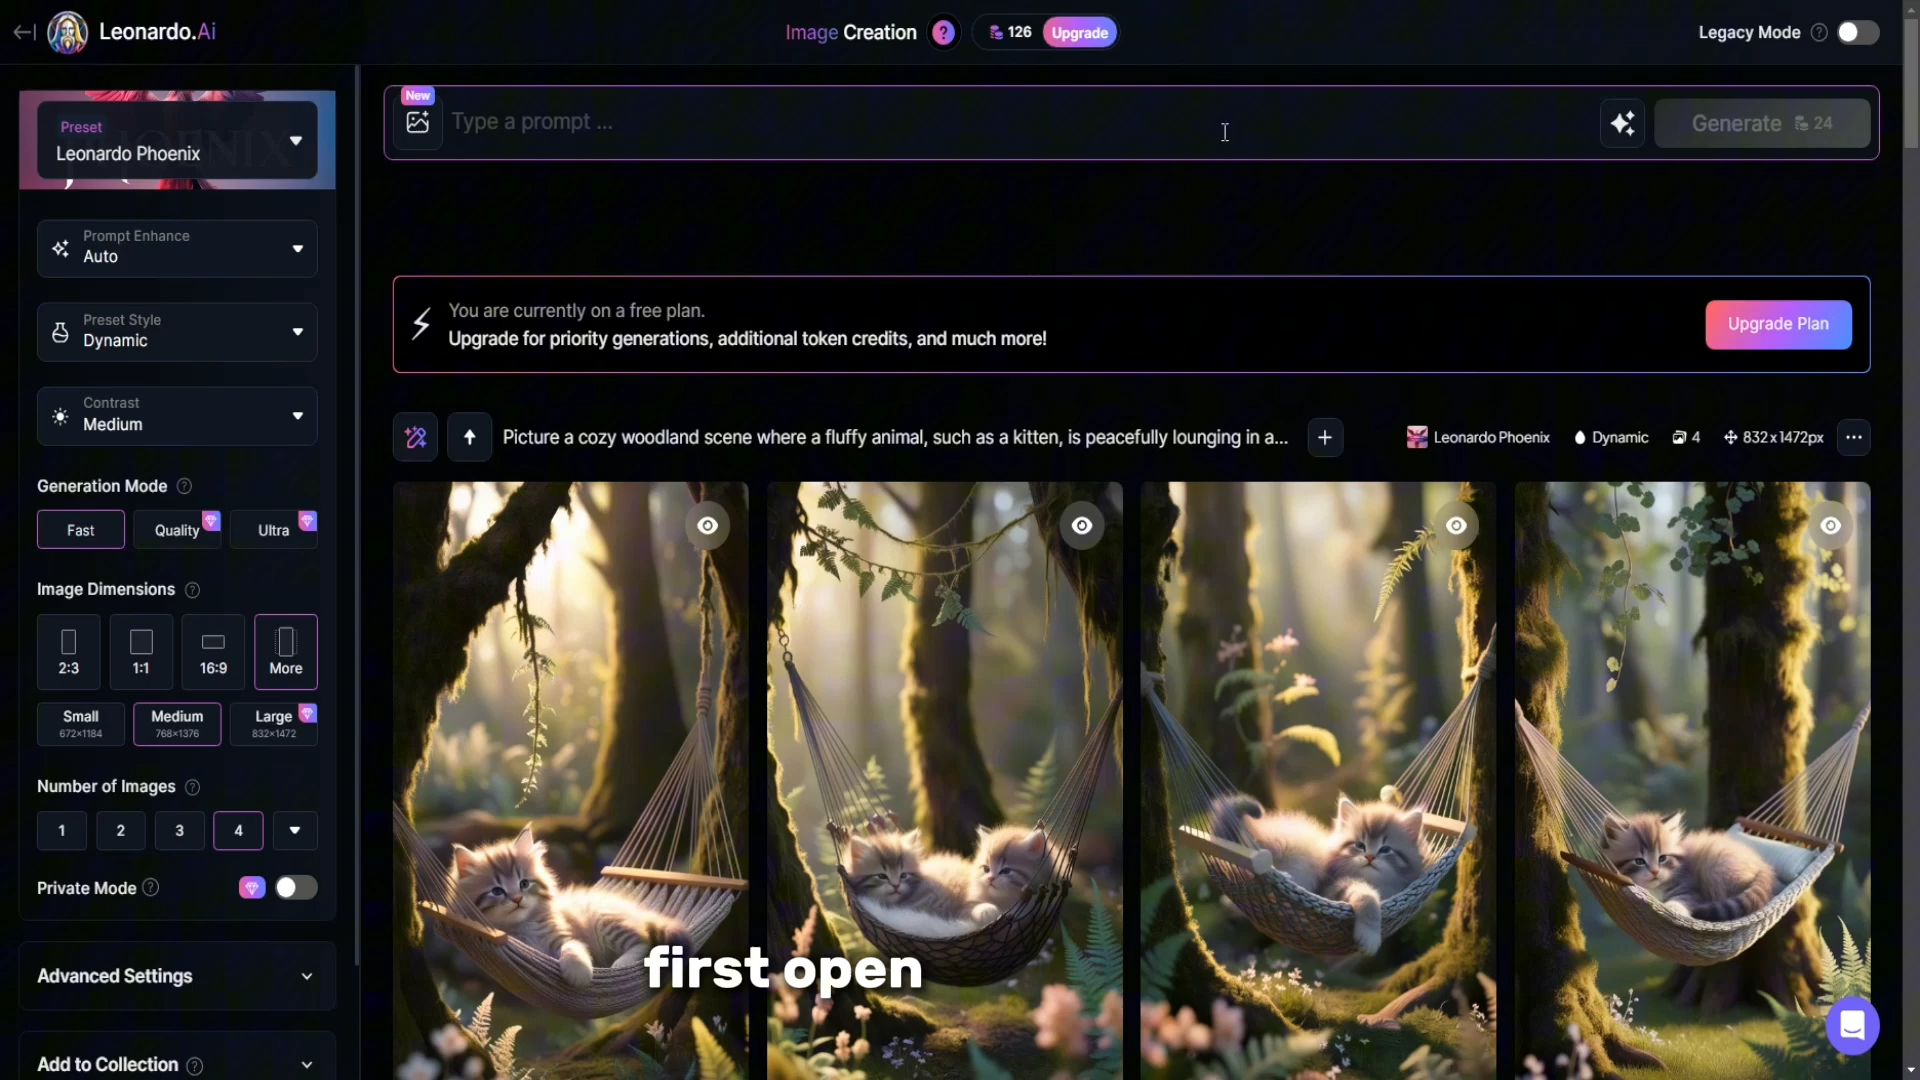 Leonardo.Ai
Image Creation
?
126
Upgrade
Legacy Mode ?
Preset
Leonardo Phoenix
New
Type a prompt ...
Generate 24
Prompt Enhance
Auto
Preset Style
Dynamic
Contrast
Medium
You are currently on a free plan.
Upgrade for priority generations, additional token credits, and much more!
Upgrade Plan
Picture a cozy woodland scene where a fluffy animal, such as a kitten, is peacefully lounging in a...
Leonardo Phoenix
Dynamic
4
832x1472px
Generation Mode ?
Fast
Quality
Ultra
Image Dimensions ?
2:3
1:1
16:9
More
Small
672×1184
Medium
768×1376
Large
832×1472
Number of Images ?
1
2
3
4
Private Mode ?
Advanced Settings
Add to Collection ?
first open